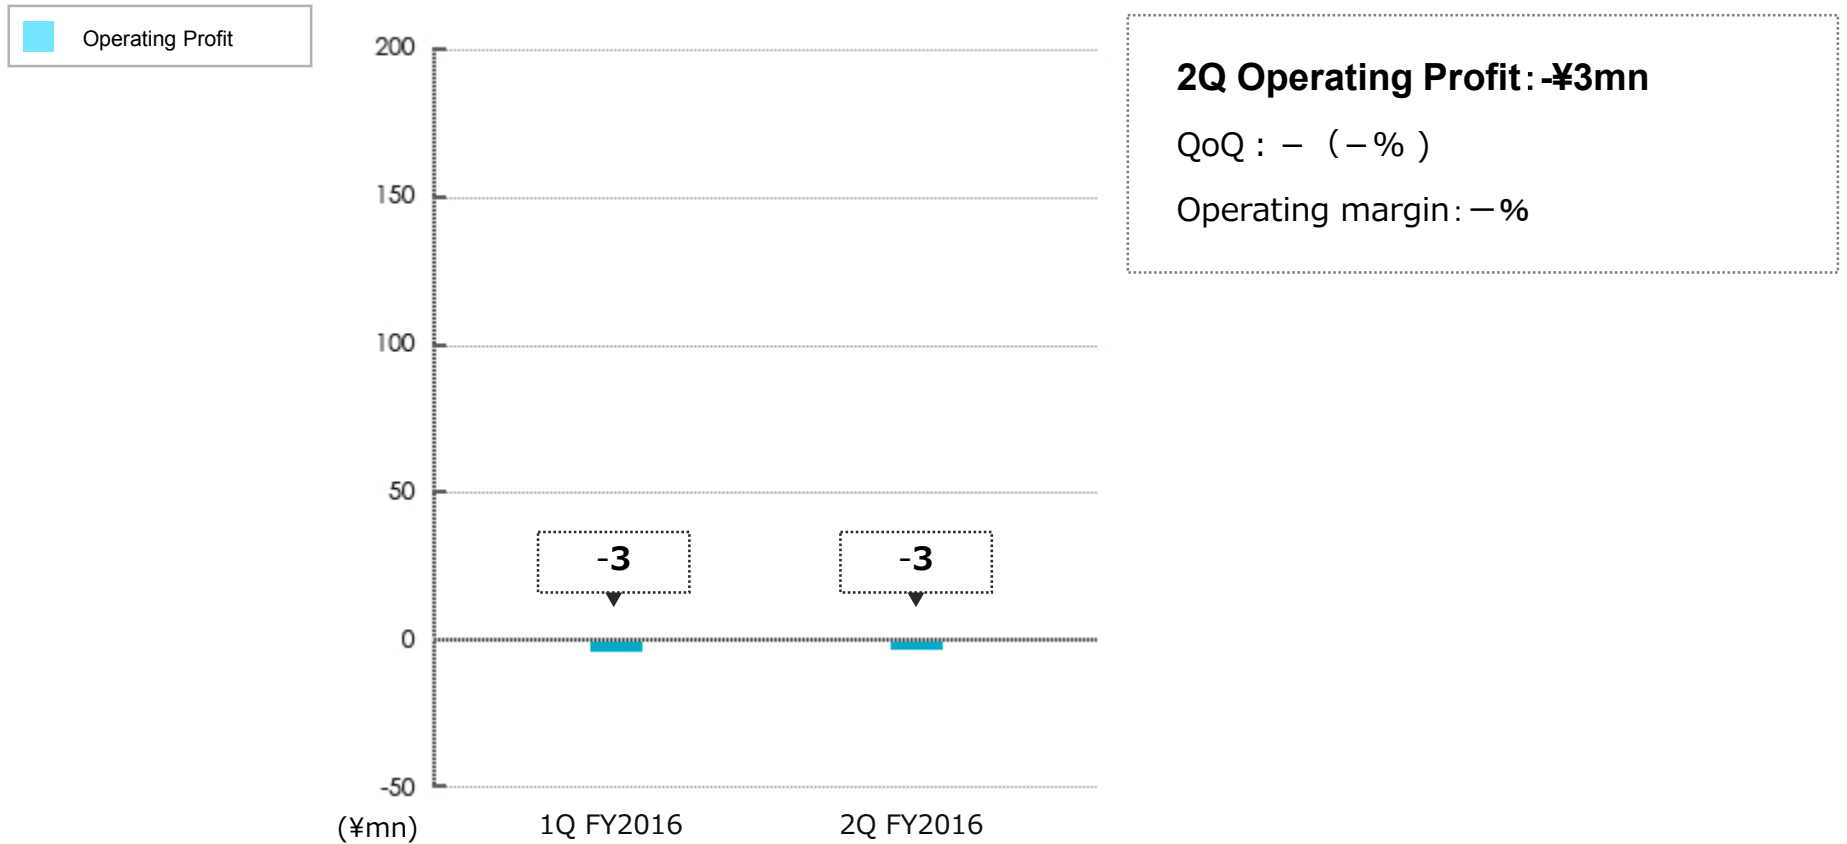 Operating Profit
200
150
100
50
0
-50
(¥mn)
-3
-3
1Q FY2016
2Q FY2016
2Q Operating Profit：-¥3mn
QoQ : － （－% ）
Operating margin：－%